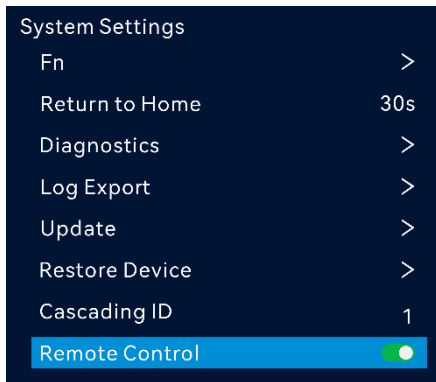 System Settings
Fn >
Return to Home 30s
Diagnostics >
Log Export >
Update >
Restore Device >
Cascading ID 1
Remote Control